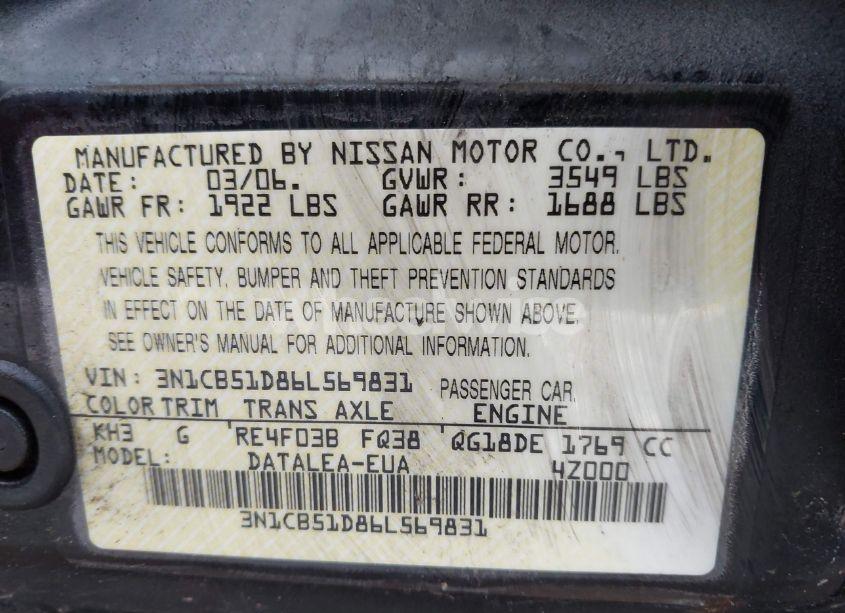 MANUFACTURED BY NISSAN MOTOR CO., LTD.
DATE: 03/06. GVWR: 3549 LBS
GAWR FR: 1922 LBS GAWR RR: 1688 LBS
THIS VEHICLE CONFORMS TO ALL APPLICABLE FEDERAL MOTOR.
VEHICLE SAFETY, BUMPER AND THEFT PREVENTION STANDARDS
IN EFFECT ON THE DATE OF MANUFACTURE SHOWN ABOVE.
SEE OWNER'S MANUAL FOR ADDITIONAL INFORMATION.
VIN: 3N1CB51D86L569831 PASSENGER CAR
COLOR TRIM TRANS AXLE ENGINE
KH3 G RE4F03B FQ38 QG18DE 1769 CC
MODEL: DATALEA-EUA 4Z000
3N1CB51D86L569831